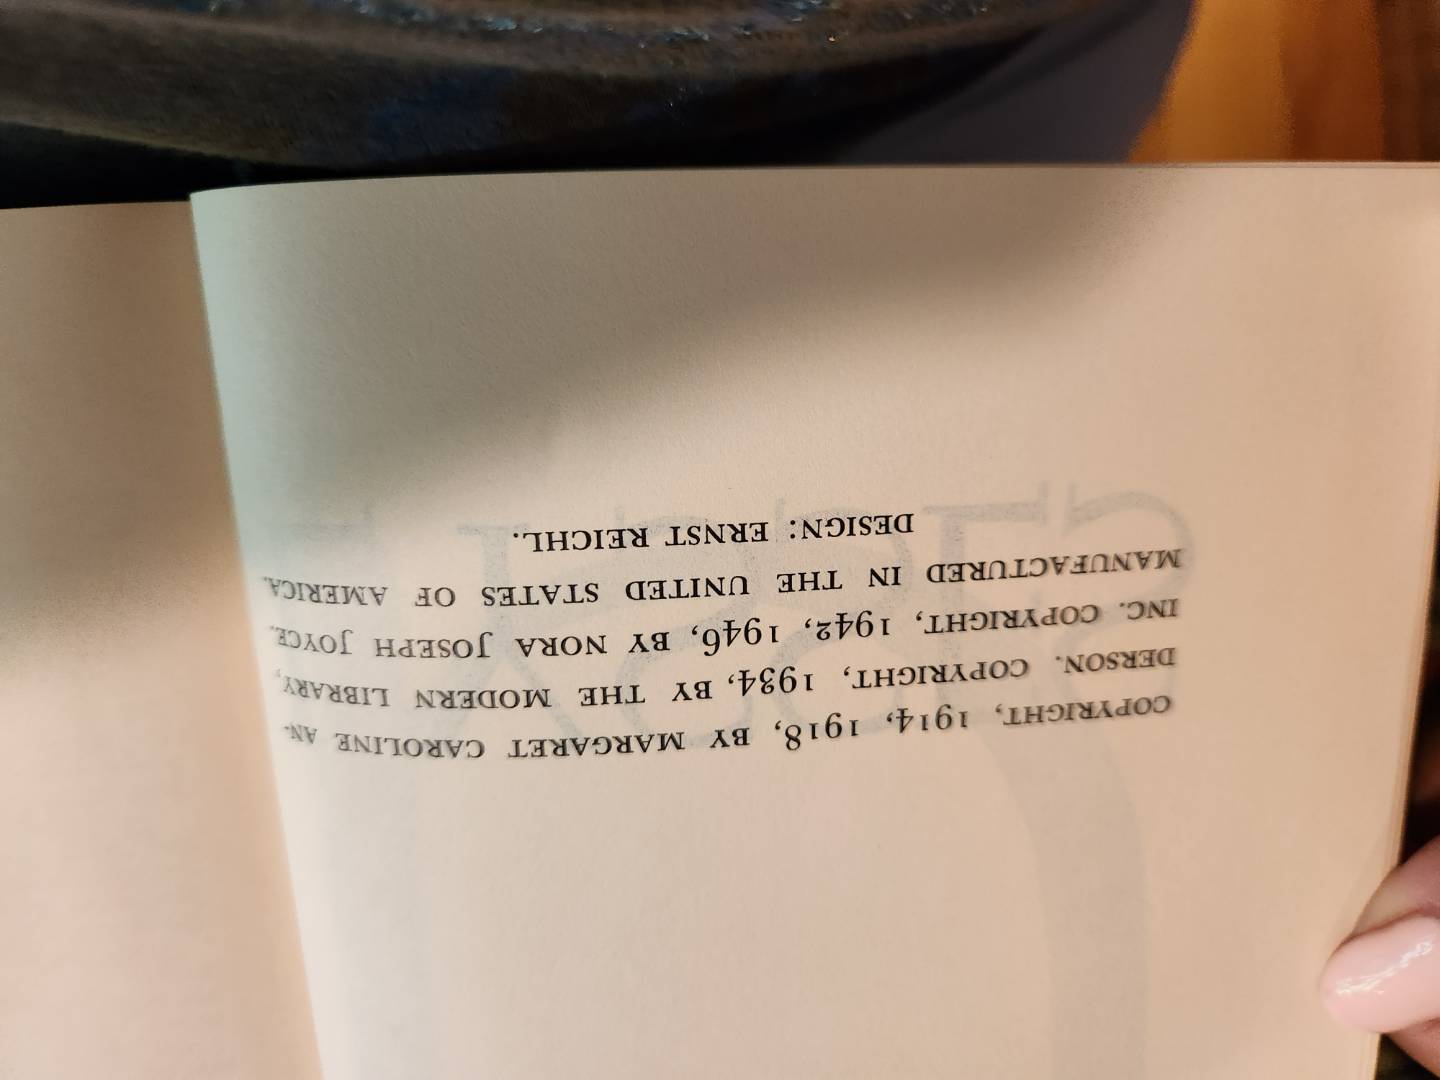 COPYRIGHT, 1914, 1918, BY MARGARET CAROLINE AN-
DERSON. COPYRIGHT, 1934, BY THE MODERN LIBRARY,
INC. COPYRIGHT, 1942, 1946, BY NORA JOSEPH JOYCE.
MANUFACTURED IN THE UNITED STATES OF AMERICA.
DESIGN: ERNST REICHL.